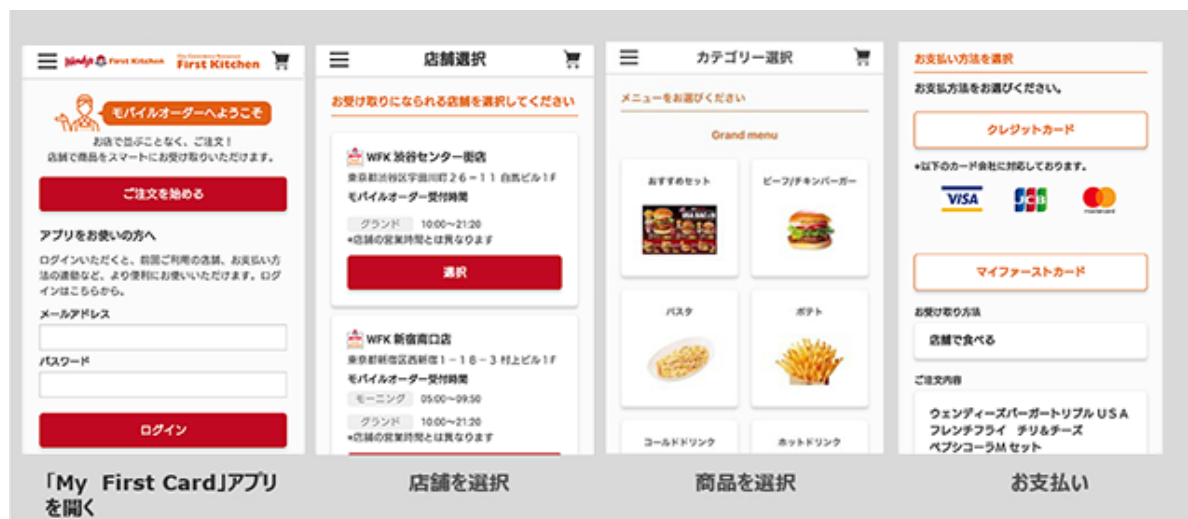 Wendy's First Kitchen
First Kitchen
モバイルオーダーへようこそ
お店で並ぶことなく、ご注文！
店舗で商品をスマートにお受け取りいただけます。
ご注文を始める
アプリをお使いの方へ
ログインいただくと、前回ご利用の店舗、お支払い方
法の連動など、より便利にお使いいただけます。ログ
インはこちらから。
メールアドレス
パスワード
ログイン
「My First Card」アプリ
を開く
店舗選択
お受け取りになられる店舗を選択してください
WFK 渋谷センター街店
東京都渋谷区宇田川町２６－１１ 白馬ビル１F
モバイルオーダー受付時間
グランド 10:00～21:20
*店舗の営業時間とは異なります
選択
WFK 新宿南口店
東京都新宿区西新宿１－１８－３ 村上ビル１F
モバイルオーダー受付時間
モーニング 05:00～09:50
グランド 10:00～21:20
*店舗の営業時間とは異なります
店舗を選択
カテゴリー選択
メニューをお選びください
Grand menu
おすすめセット
ビーフ/チキンバーガー
パスタ
ポテト
コールドドリンク
ホットドリンク
商品を選択
お支払い方法を選択
お支払方法をお選びください。
クレジットカード
*以下のカード会社に対応しております。
VISA
JCB
mastercard
マイファーストカード
お受け取り方法
店舗で食べる
ご注文内容
ウェンディーズバーガートリプル ＵＳＡ
フレンチフライ　チリ&チーズ
ペプシコーラM セット
お支払い